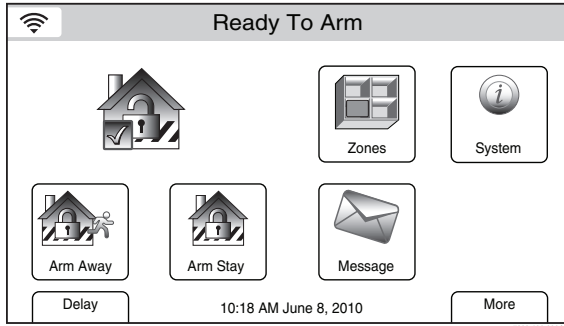 Ready To Arm
Zones
System
Arm Away
Arm Stay
Message
Delay
10:18 AM June 8, 2010
More